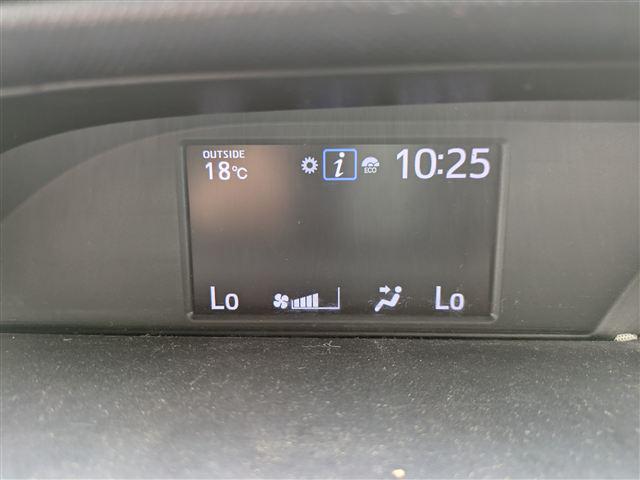 OUTSIDE
18℃
i
ECO
10:25
Lo
Lo